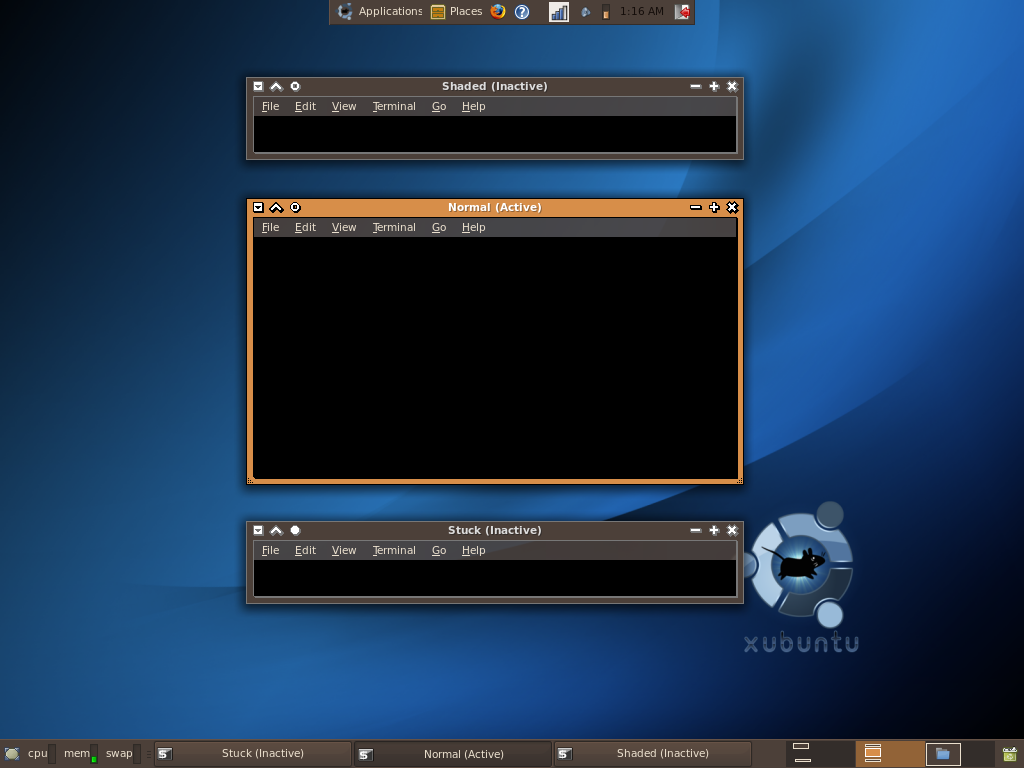 Applications Places 1:16 AM
Shaded (Inactive)
File Edit View Terminal Go Help
Normal (Active)
File Edit View Terminal Go Help
Stuck (Inactive)
File Edit View Terminal Go Help
xubuntu
cpu mem swap Stuck (Inactive) Normal (Active) Shaded (Inactive)